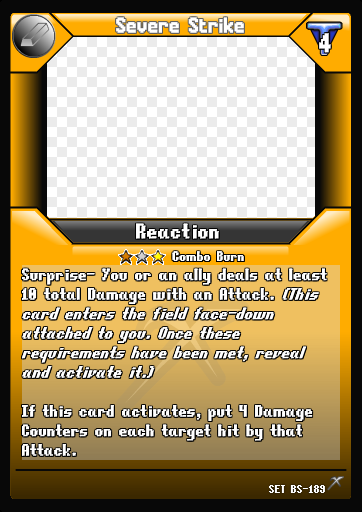 Severe Strike
4
Reaction
Combo Burn
Surprise- You or an ally deals at least
10 total Damage with an Attack. (This
card enters the field face-down
attached to you. Once these
requirements have been met, reveal
and activate it.)
If this card activates, put 4 Damage
Counters on each target hit by that
Attack.
SET BS-189